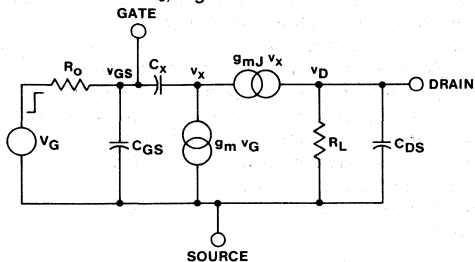 GATE
Ro
vGS
Cx
vx
gmJ vx
vD
DRAIN
VG
CGS
gm vG
RL
CDS
SOURCE